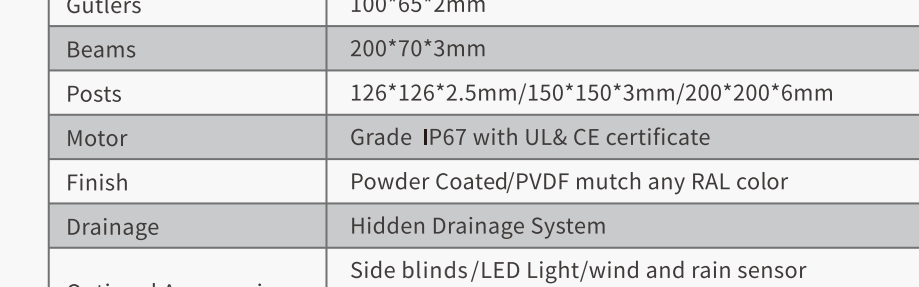 Gutlers 100*65*2mm
Beams 200*70*3mm
Posts 126*126*2.5mm/150*150*3mm/200*200*6mm
Motor Grade IP67 with UL& CE certificate
Finish Powder Coated/PVDF mutch any RAL color
Drainage Hidden Drainage System
Side blinds/LED Light/wind and rain sensor